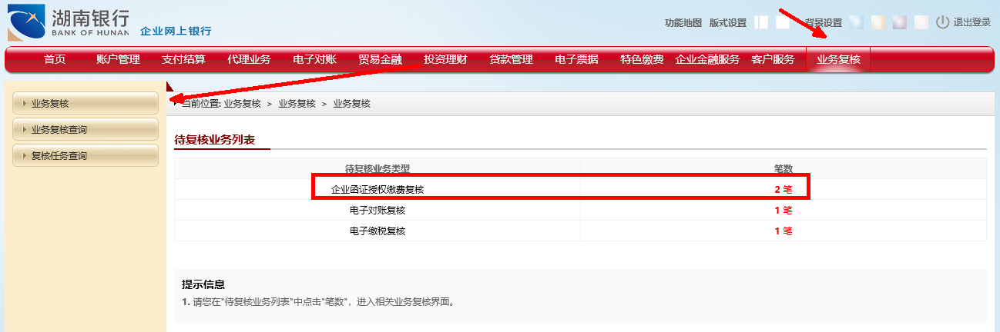 湖南银行
BANK OF HUNAN 企业网上银行
功能地图 版式设置 背景设置 退出登录
首页 账户管理 支付结算 代理业务 电子对账 贸易金融 投资理财 贷款管理 电子票据 特色缴费 企业金融服务 客户服务 业务复核
业务复核
业务复核查询
复核任务查询
当前位置: 业务复核 > 业务复核 > 业务复核
待复核业务列表
待复核业务类型 笔数
企业函证授权缴费复核 2 笔
电子对账复核 1 笔
电子缴税复核 1 笔
提示信息
1. 请您在"待复核业务列表"中点击"笔数"，进入相关业务复核界面。